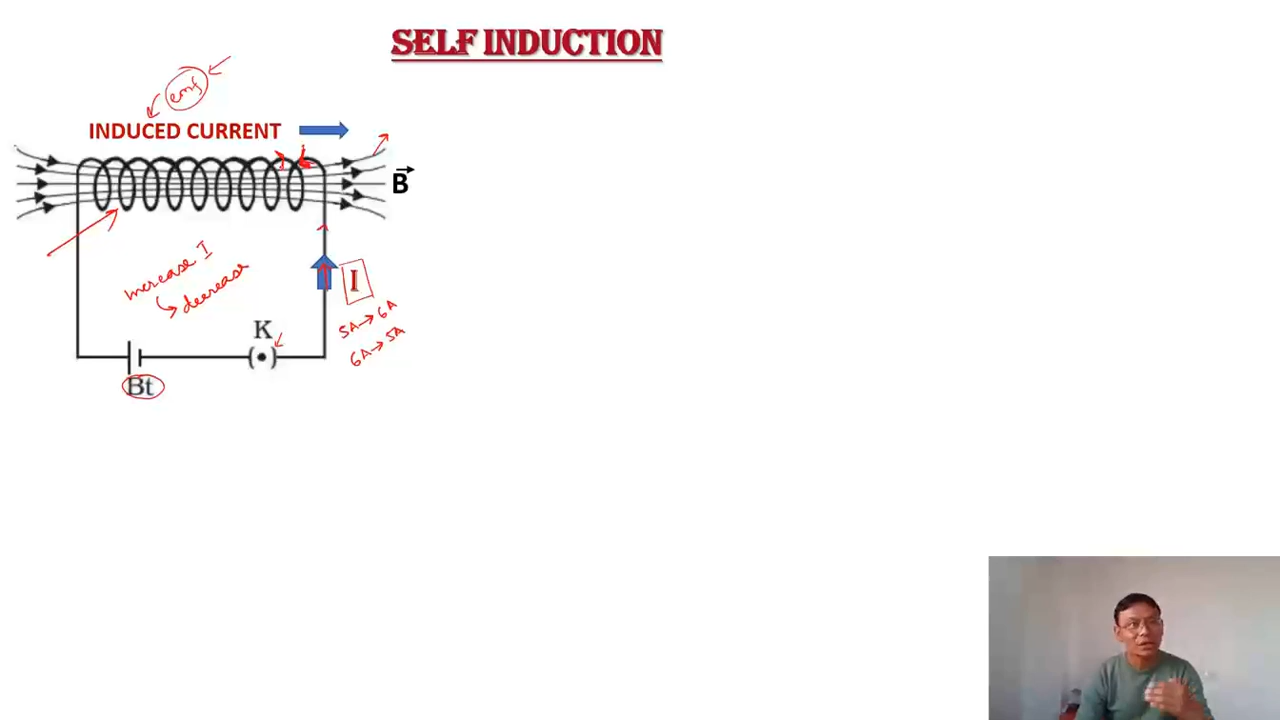 SELF INDUCTION
emf
INDUCED CURRENT
B
increase I
decrease
I
5A→6A
6A→5A
K
Bt